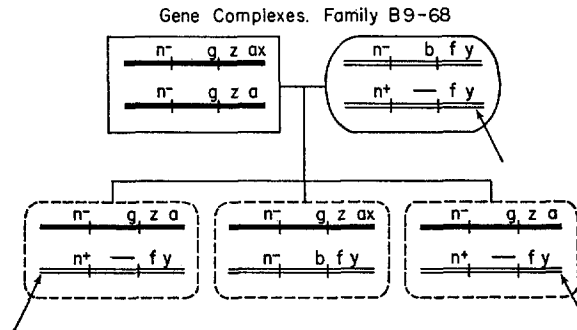 Gene Complexes. Family B9-68
n- g z ax
n- b f y
n- g z a
n+ — f y
n- g z a
n- g z ax
n- g z a
n+ — f y
n- b f y
n+ — f y